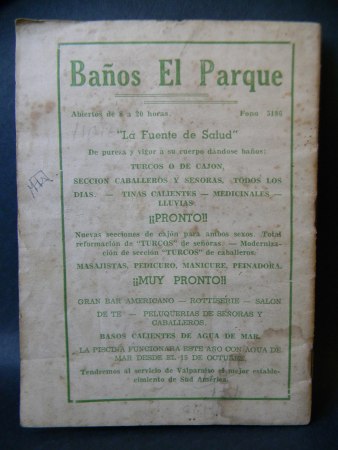 Baños El Parque
Abiertos de 8 a 20 horas. Fono 5186
"La Fuente de Salud"
De pureza y vigor a su cuerpo dándose baños:
TURCOS O DE CAJON,
SECCION CABALLEROS Y SEÑORAS, TODOS LOS
DIAS. — TINAS CALIENTES — MEDICINALES —
LLUVIAS.
¡¡PRONTO!!
Nuevas secciones de cajón para ambos sexos. Total
reformación de "TURCOS" de señoras. — Moderniza-
ción de sección "TURCOS" de caballeros.
MASAJISTAS, PEDICURO, MANICURE, PEINADORA.
¡¡MUY PRONTO!!
GRAN BAR AMERICANO — ROTISSERIE — SALON
DE TE — PELUQUERIAS DE SEÑORAS Y
CABALLEROS.
BAÑOS CALIENTES DE AGUA DE MAR.
LA PISCINA FUNCIONARA ESTE AÑO CON AGUA DE
MAR DESDE EL 15 DE OCTUBRE.
Tendremos al servicio de Valparaíso el mejor estable-
cimiento de Sud América.